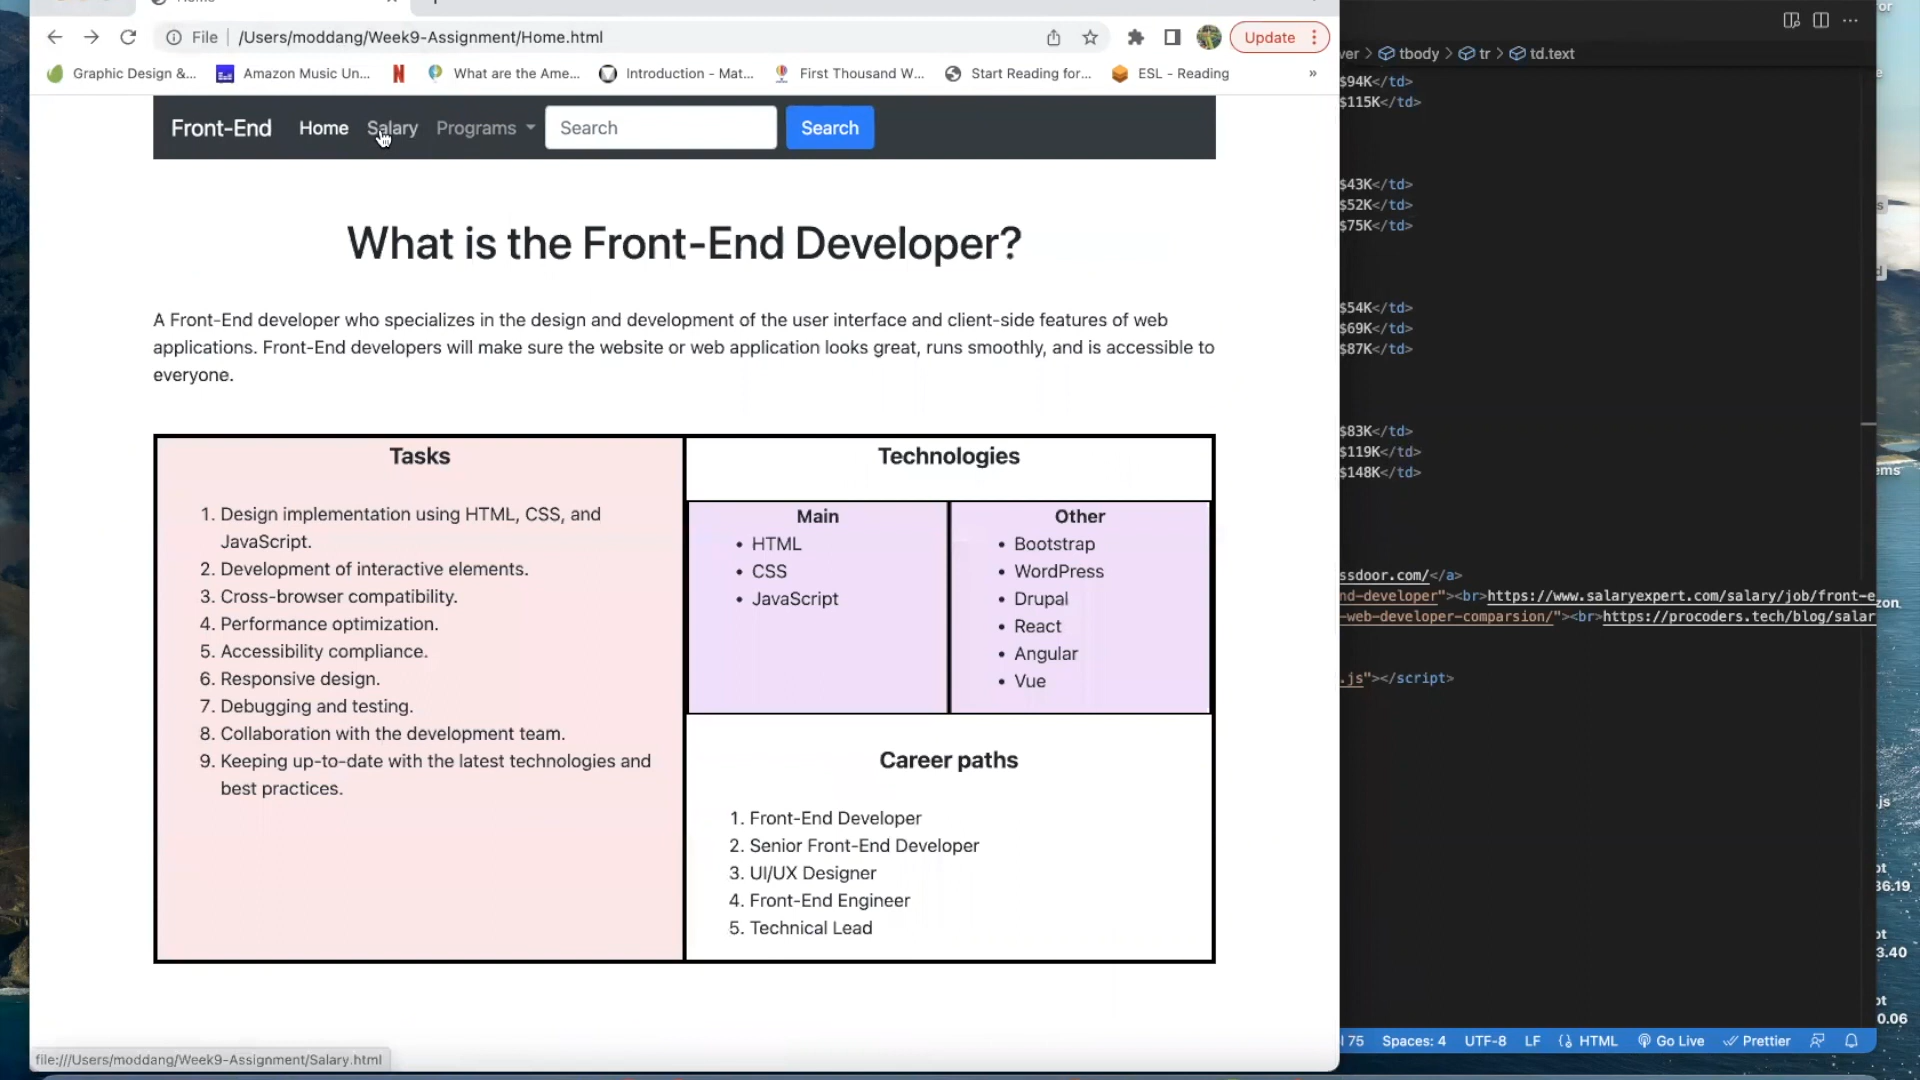 File
/Users/moddang/Week9-Assignment/Home.html
Update
Graphic Design &...
Amazon Music Un...
What are the Ame...
Introduction - Mat...
First Thousand W...
Start Reading for...
ESL - Reading
»
Front-End
Home
Salary
Programs
Search
Search
What is the Front-End Developer?
A Front-End developer who specializes in the design and development of the user interface and client-side features of web
applications. Front-End developers will make sure the website or web application looks great, runs smoothly, and is accessible to
everyone.
Tasks
1. Design implementation using HTML, CSS, and
JavaScript.
2. Development of interactive elements.
3. Cross-browser compatibility.
4. Performance optimization.
5. Accessibility compliance.
6. Responsive design.
7. Debugging and testing.
8. Collaboration with the development team.
9. Keeping up-to-date with the latest technologies and
best practices.
Technologies
Main
• HTML
• CSS
• JavaScript
Other
• Bootstrap
• WordPress
• Drupal
• React
• Angular
• Vue
Career paths
1. Front-End Developer
2. Senior Front-End Developer
3. UI/UX Designer
4. Front-End Engineer
5. Technical Lead
file:///Users/moddang/Week9-Assignment/Salary.html
ver > tbody > tr > td.text
$94K</td>
$115K</td>
$43K</td>
$52K</td>
$75K</td>
$54K</td>
$69K</td>
$87K</td>
$83K</td>
$119K</td>
$148K</td>
ssdoor.com/</a>
nd-developer"><br>https://www.salaryexpert.com/salary/job/front-e
-web-developer-comparsion/"><br>https://procoders.tech/blog/salar
.js"></script>
75
Spaces: 4
UTF-8
LF
HTML
Go Live
Prettier
ems
zon
.js
36.19
3.40
0.06